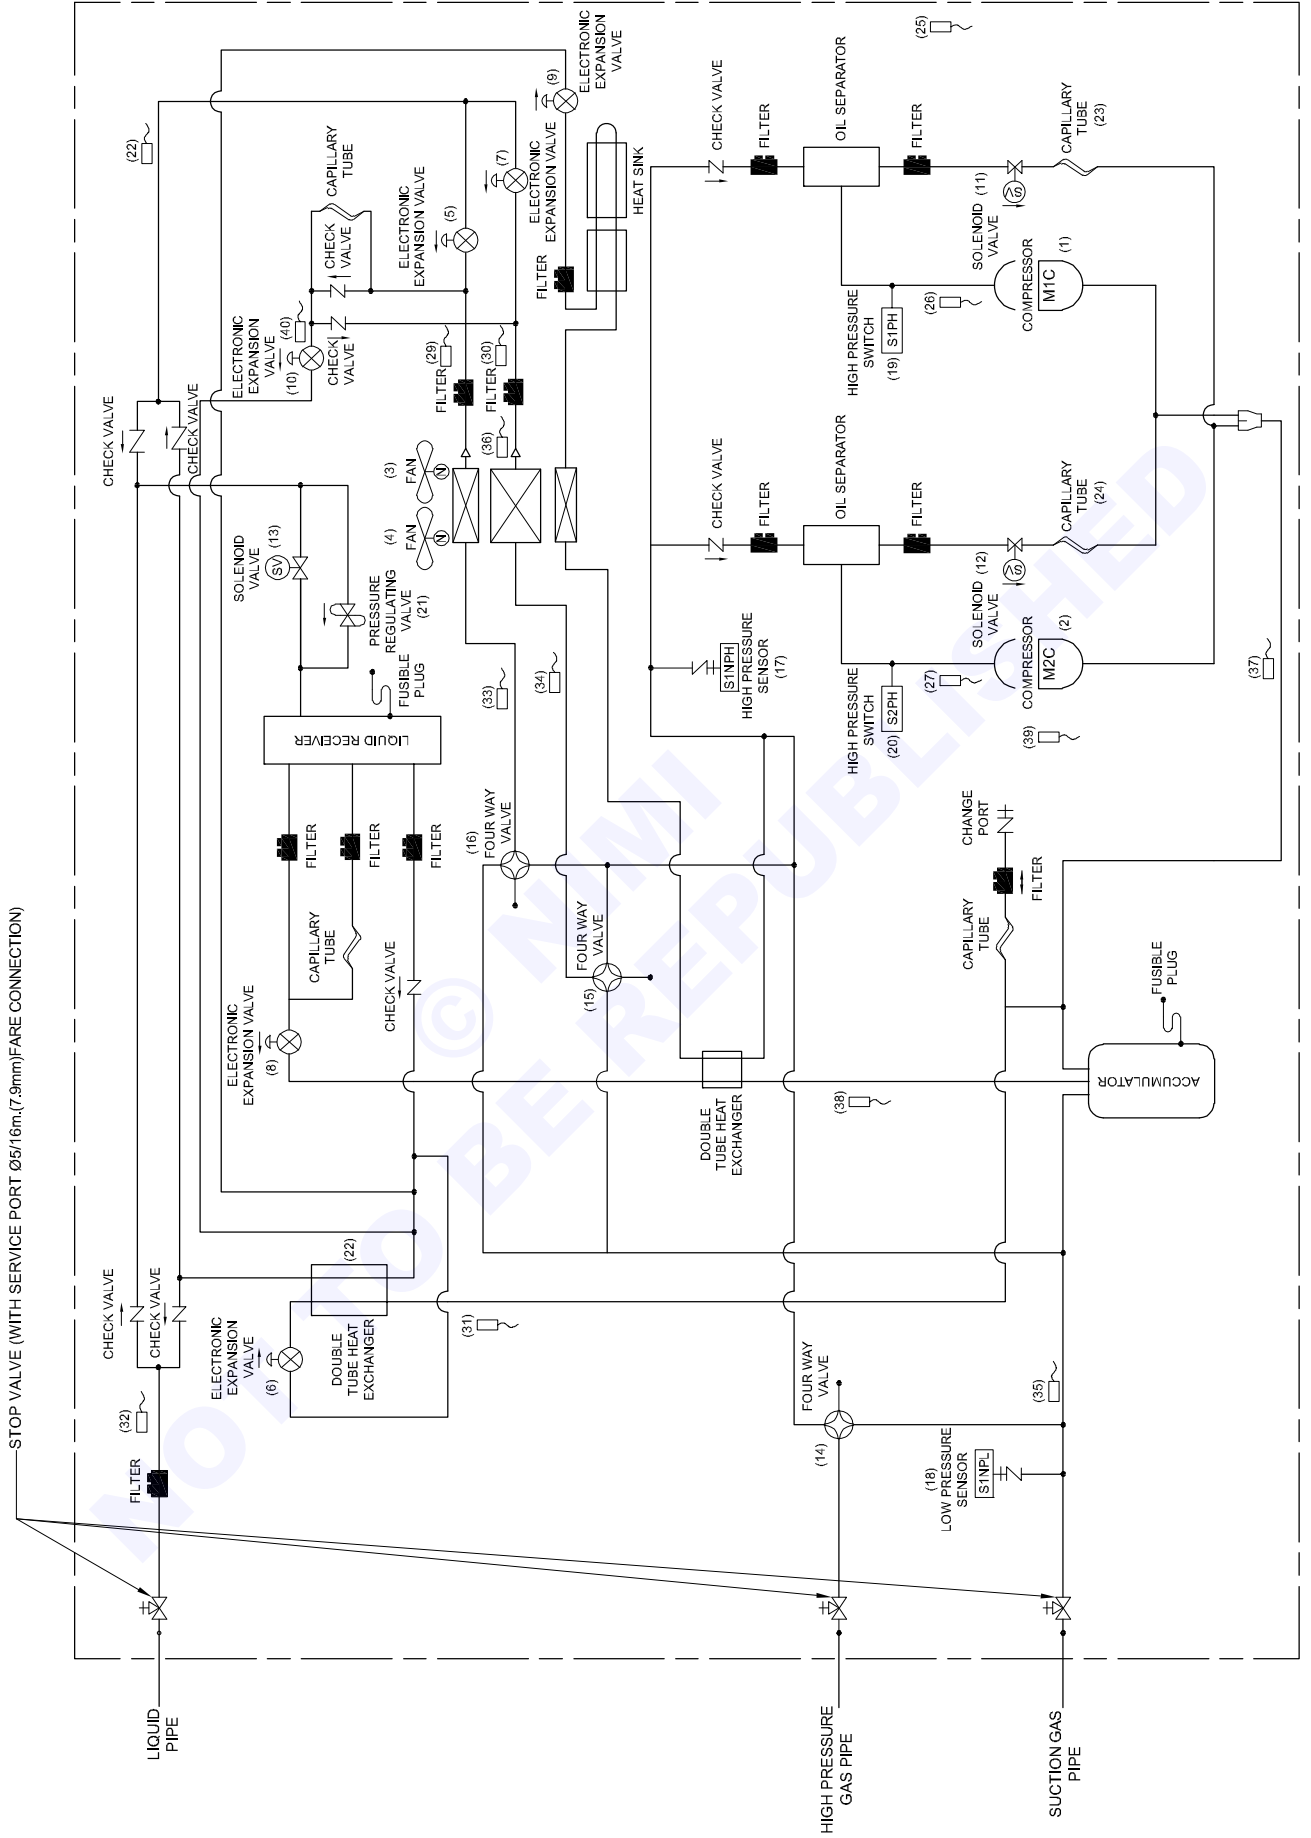 STOP VALVE (WITH SERVICE PORT Ø5/16m.(7.9mm)FARE CONNECTION)
LIQUID
PIPE
HIGH PRESSURE
GAS PIPE
SUCTION GAS
PIPE
FILTER
(32)
CHECK VALVE
CHECK VALVE
ELECTRONIC
EXPANSION
VALVE
(6)
DOUBLE
TUBE HEAT
EXCHANGER
(22)
(31)
FOUR WAY
VALVE
(14)
(18)
LOW PRESSURE
SENSOR
S1NPL
(35)
ELECTRONIC
EXPANSION VALVE
(8)
CAPILLARY
TUBE
CHECK VALVE
FILTER
FILTER
FILTER
LIQUID RECEIVER
FUSIBLE
PLUG
PRESSURE
REGULATING
VALVE
(21)
SOLENOID
VALVE
(13)
SV
CHECK VALVE
CHECK VALVE
(22)
ELECTRONIC
EXPANSION
VALVE
(10)
(40)
CHECK
VALVE
CHECK
VALVE
CAPILLARY
TUBE
ELECTRONIC
EXPANSION VALVE
(5)
(7)
ELECTRONIC
EXPANSION VALVE
(9)
ELECTRONIC
EXPANSION
VALVE
FILTER
HEAT SINK
(29)
(30)
FILTER
FILTER
(36)
(3)
FAN
N
(4)
FAN
N
(33)
(34)
(16)
FOUR WAY
VALVE
FOUR WAY
VALVE
(15)
DOUBLE
TUBE HEAT
EXCHANGER
(38)
CAPILLARY
TUBE
FILTER
CHANGE
PORT
ACCUMULATOR
FUSIBLE
PLUG
S1NPH
HIGH PRESSURE
SENSOR
(17)
CHECK VALVE
FILTER
OIL SEPARATOR
FILTER
SOLENOID
VALVE
(12)
SV
CAPILLARY
TUBE
(24)
HIGH PRESSURE
SWITCH
(20)
S2PH
(27)
COMPRESSOR
M2C
(2)
(39)
(37)
CHECK VALVE
FILTER
OIL SEPARATOR
FILTER
SOLENOID
VALVE
(11)
SV
CAPILLARY
TUBE
(23)
HIGH PRESSURE
SWITCH
(19)
S1PH
(26)
COMPRESSOR
M1C
(1)
(25)
© NIMI
NOT TO BE REPUBLISHED